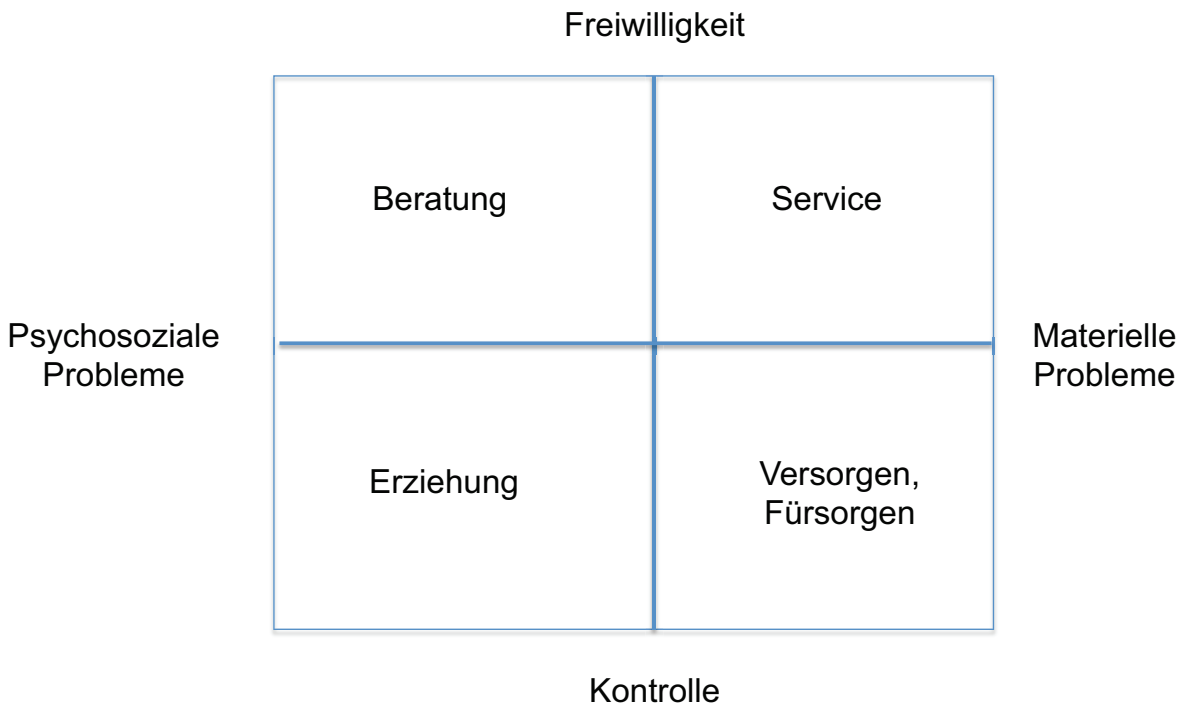 Freiwilligkeit
Beratung
Service
Psychosoziale
Probleme
Materielle
Probleme
Erziehung
Versorgen,
Fürsorgen
Kontrolle